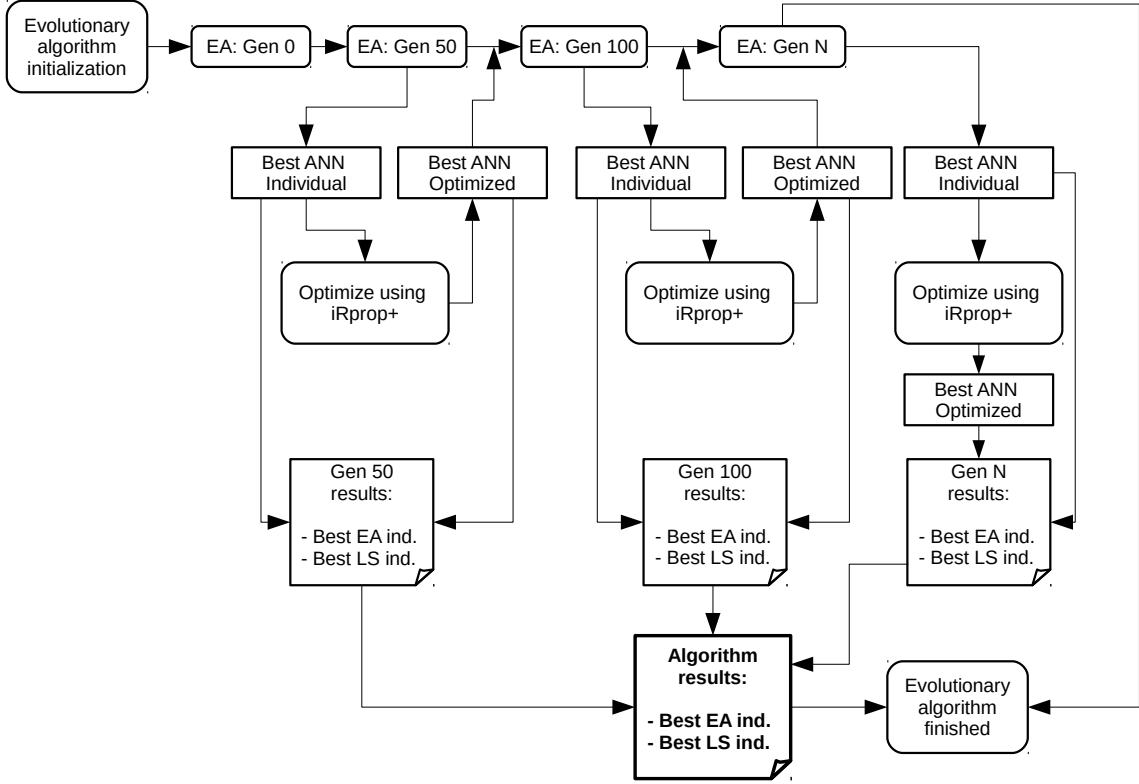 Evolutionary
algorithm
initialization
EA: Gen 0
EA: Gen 50
EA: Gen 100
EA: Gen N
Best ANN
Individual
Best ANN
Optimized
Best ANN
Individual
Best ANN
Optimized
Best ANN
Individual
Optimize using
iRprop+
Optimize using
iRprop+
Optimize using
iRprop+
Best ANN
Optimized
Gen 50
results:
- Best EA ind.
- Best LS ind.
Gen 100
results:
- Best EA ind.
- Best LS ind.
Gen N
results:
- Best EA ind.
- Best LS ind.
Algorithm
results:
- Best EA ind.
- Best LS ind.
Evolutionary
algorithm
finished